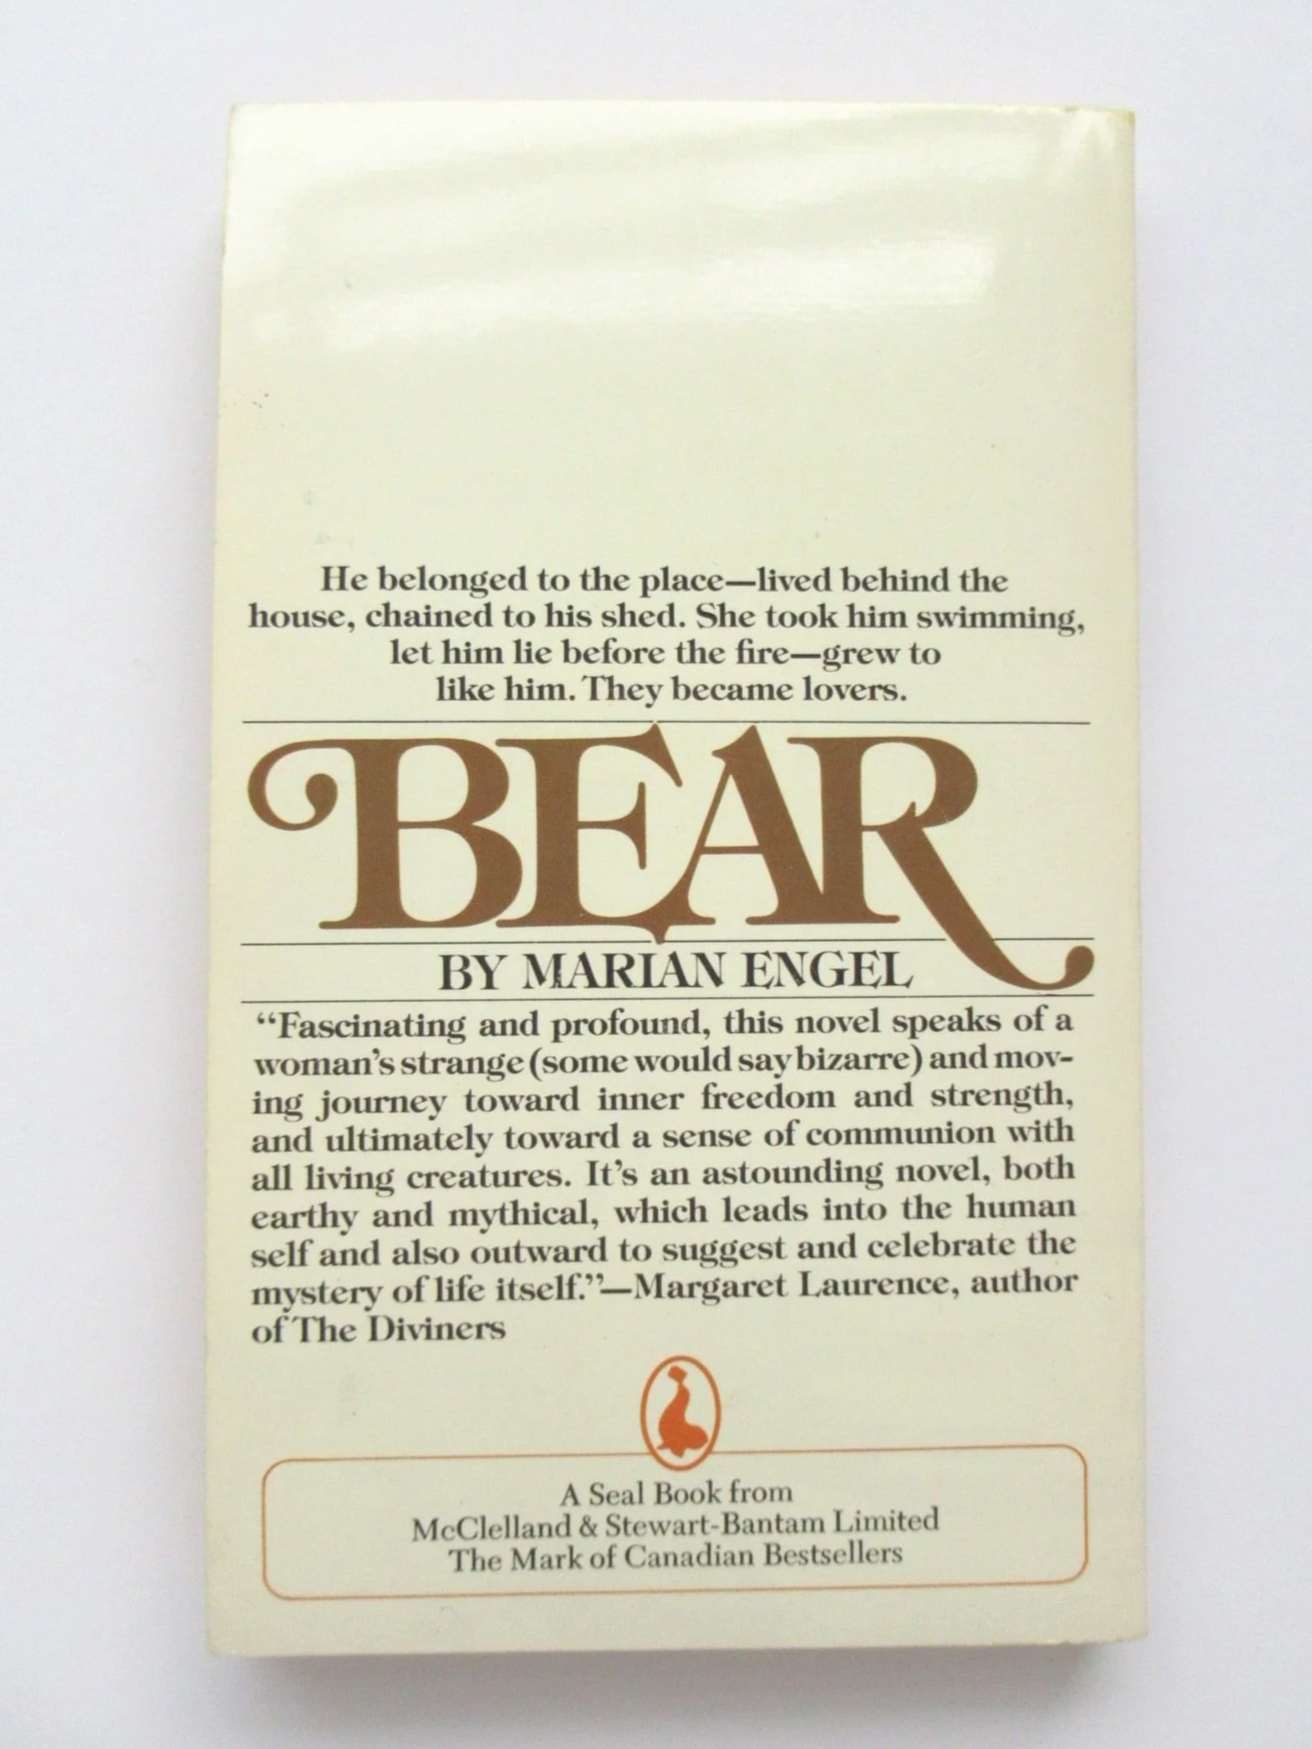 He belonged to the place—lived behind the
house, chained to his shed. She took him swimming,
let him lie before the fire—grew to
like him. They became lovers.
BEAR
BY MARIAN ENGEL
“Fascinating and profound, this novel speaks of a
woman’s strange (some would say bizarre) and mov-
ing journey toward inner freedom and strength,
and ultimately toward a sense of communion with
all living creatures. It’s an astounding novel, both
earthy and mythical, which leads into the human
self and also outward to suggest and celebrate the
mystery of life itself.”—Margaret Laurence, author
of The Diviners
A Seal Book from
McClelland & Stewart-Bantam Limited
The Mark of Canadian Bestsellers